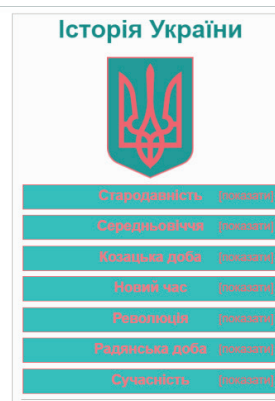 Історія України
Стародавність [показати]
Середньовіччя [показати]
Козацька доба [показати]
Новий час [показати]
Революція [показати]
Радянська доба [показати]
Сучасність [показати]